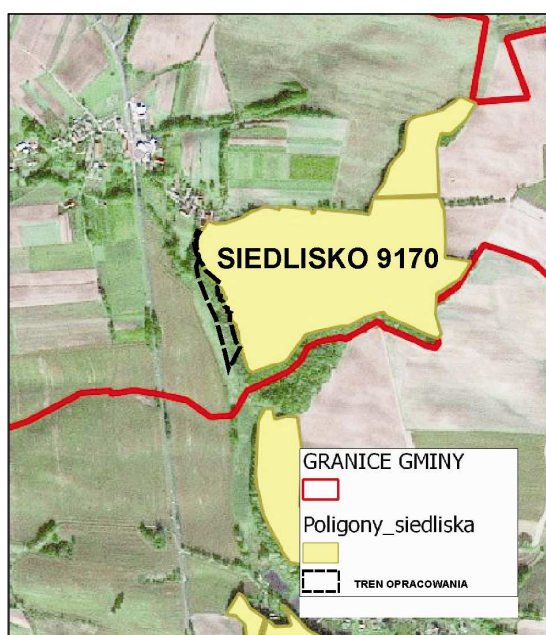 SIEDLISKO 9170
GRANICE GMINY
Poligony_siedliska
TREN OPRACOWANIA